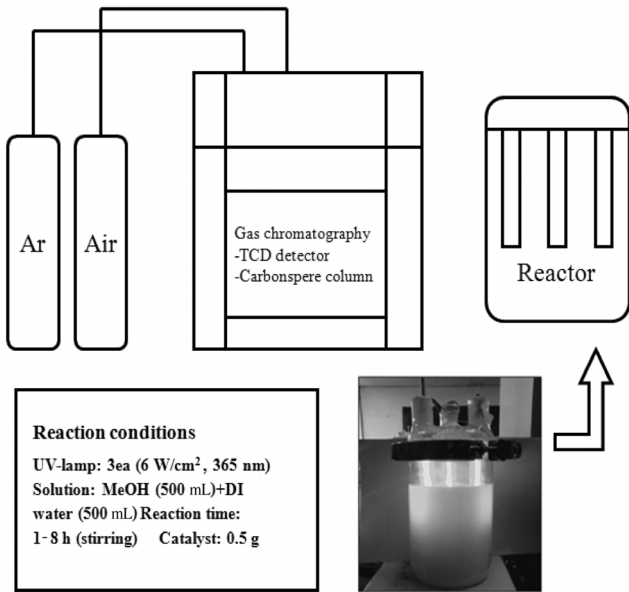 Ar
Air
Gas chromatography
-TCD detector
-Carbonspere column
Reactor
Reaction conditions
UV-lamp: 3ea (6 W/cm², 365 nm)
Solution: MeOH (500 mL)+DI
water (500 mL) Reaction time:
1-8 h (stirring) Catalyst: 0.5 g